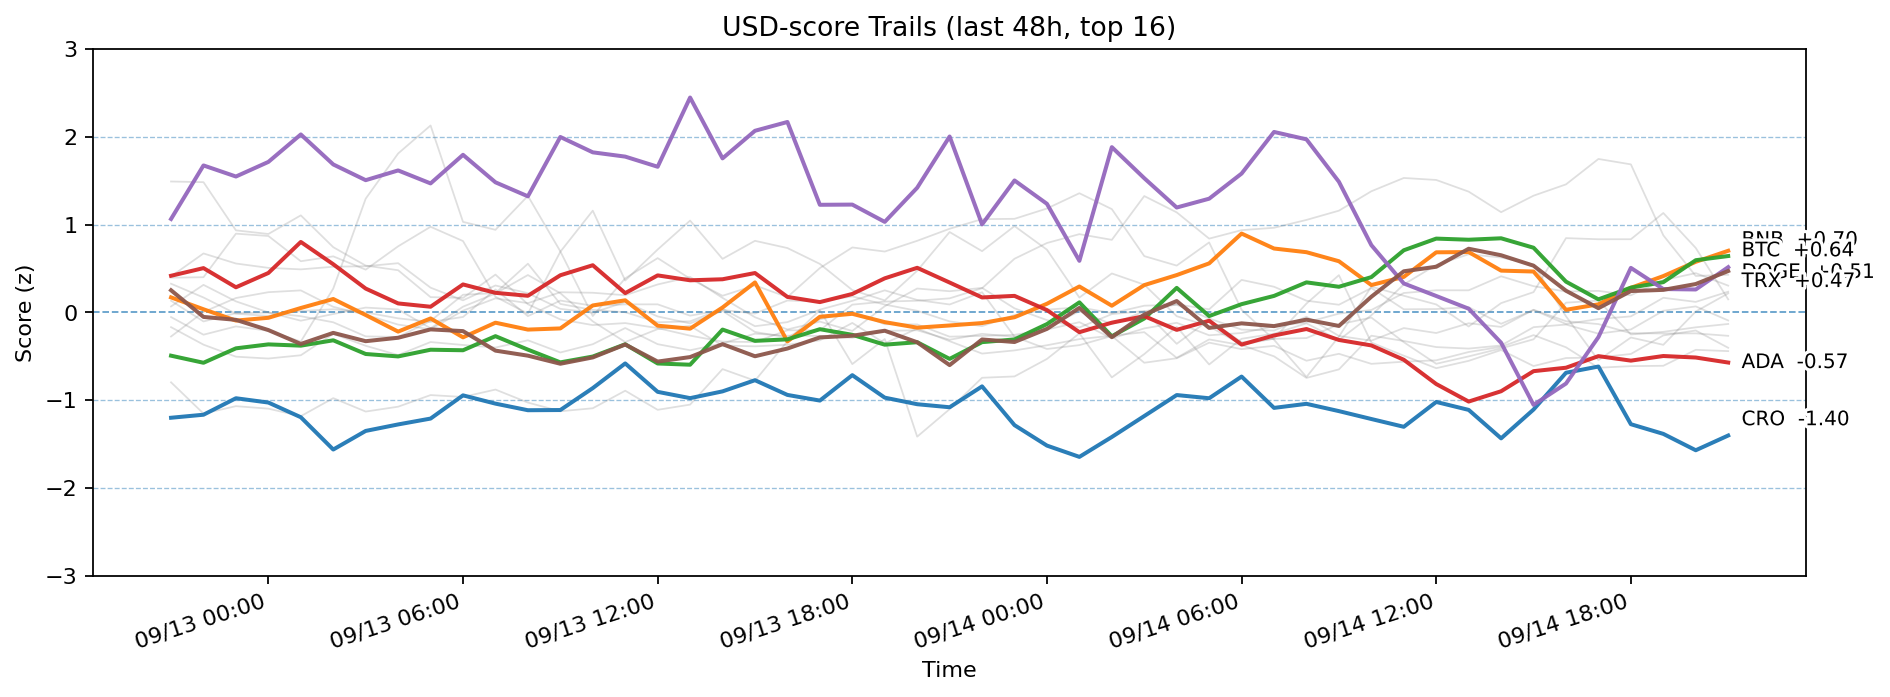 USD-score Trails (last 48h, top 16)
Score (z)
3
2
1
0
−1
−2
−3
BNB +0.70
BTC +0.64
DOGE +0.51
TRX +0.47
ADA -0.57
CRO -1.40
09/13 00:00
09/13 06:00
09/13 12:00
09/13 18:00
09/14 00:00
09/14 06:00
09/14 12:00
09/14 18:00
Time